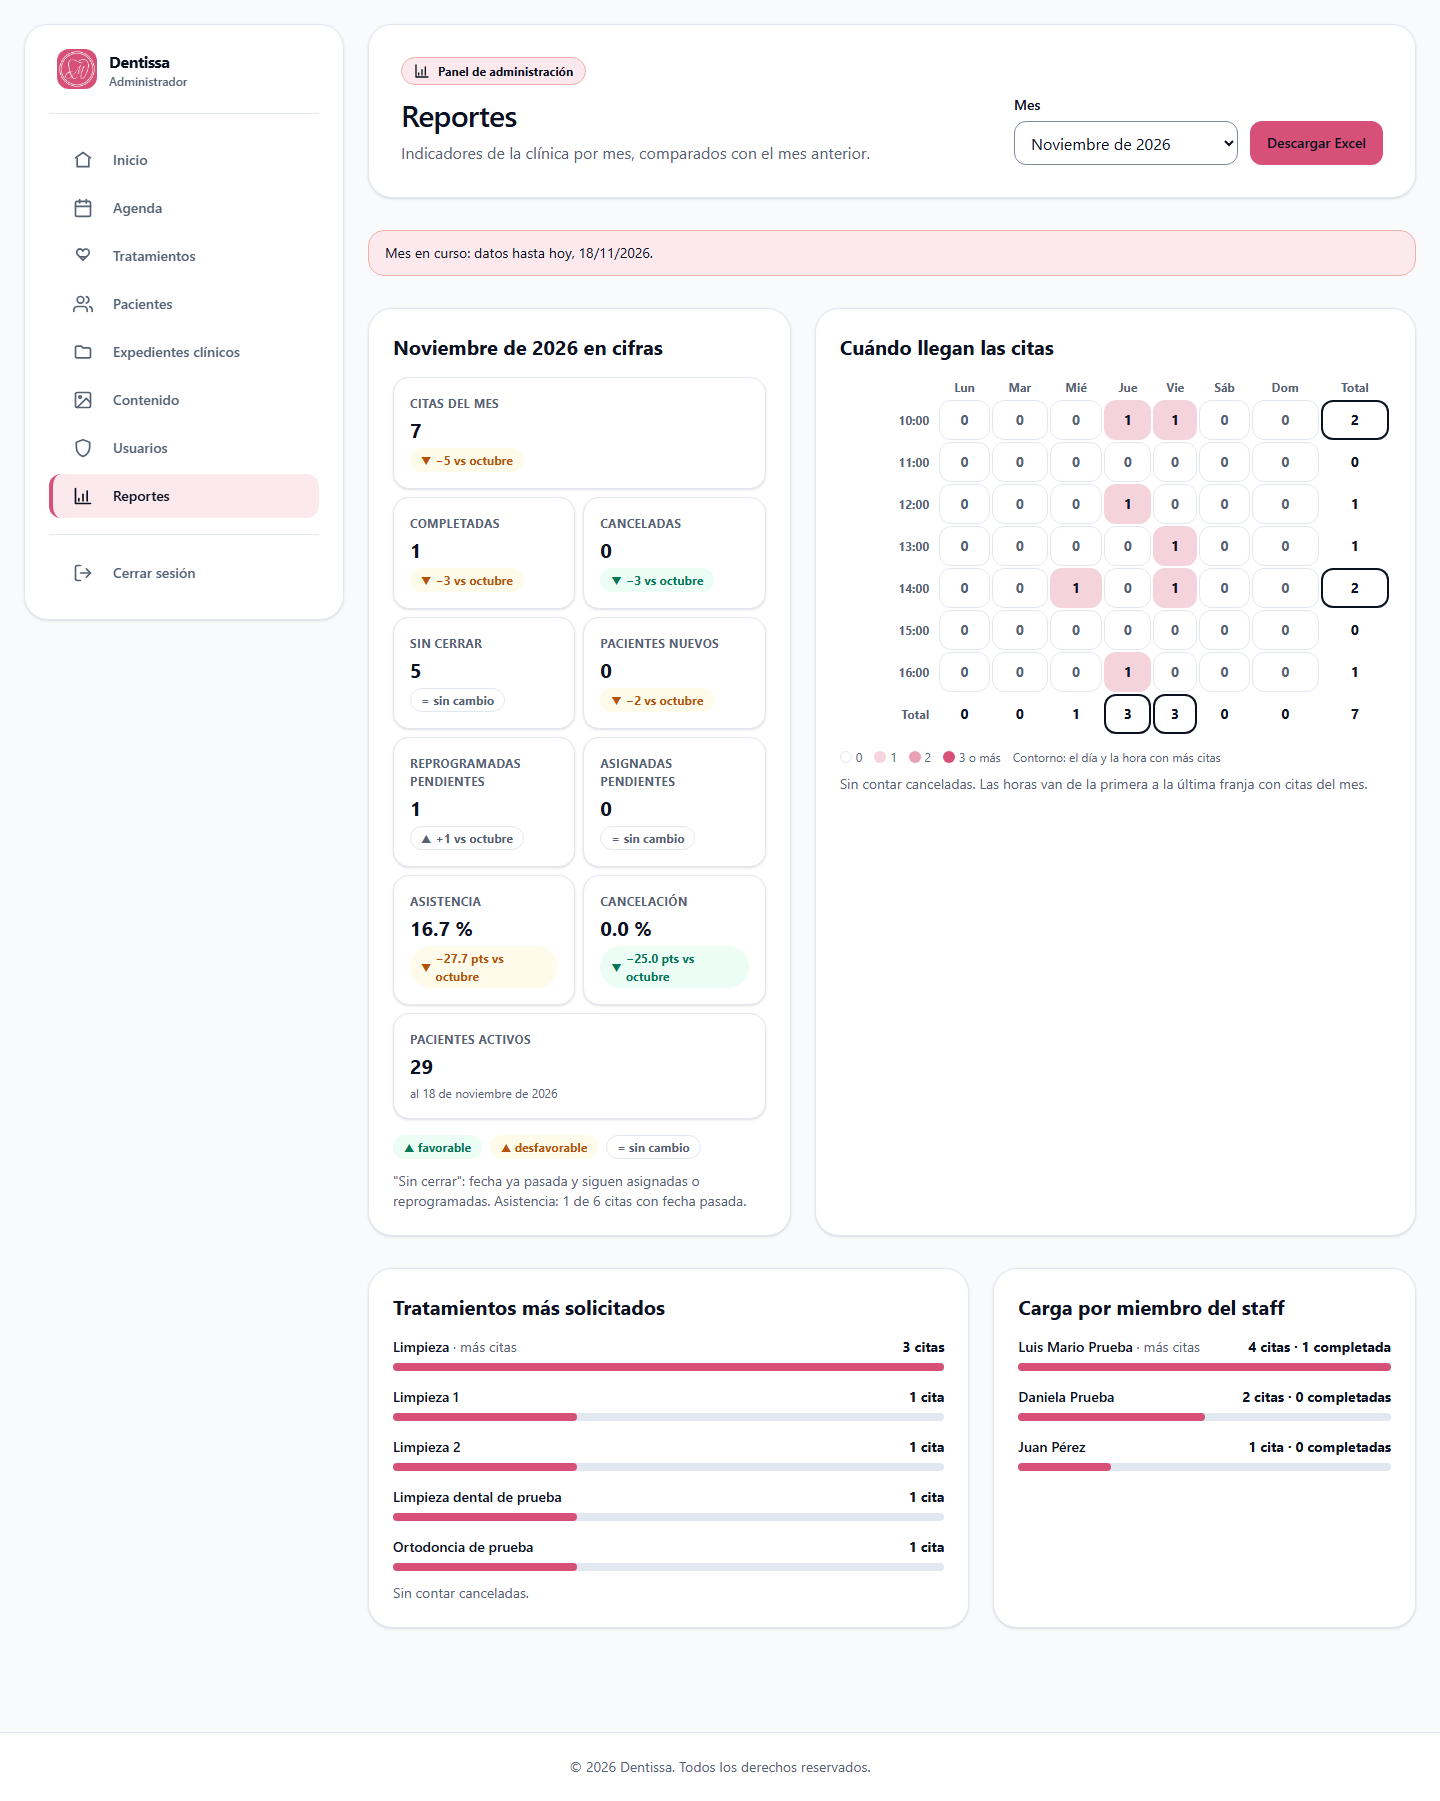 Dentissa
Administrador
Inicio
Agenda
Tratamientos
Pacientes
Expedientes clínicos
Contenido
Usuarios
Reportes
Cerrar sesión
Panel de administración
Reportes
Indicadores de la clínica por mes, comparados con el mes anterior.
Mes
Noviembre de 2026
Descargar Excel
Mes en curso: datos hasta hoy, 18/11/2026.
Noviembre de 2026 en cifras
CITAS DEL MES
7
▼ −5 vs octubre
COMPLETADAS
1
▼ −3 vs octubre
CANCELADAS
0
▼ −3 vs octubre
SIN CERRAR
5
= sin cambio
PACIENTES NUEVOS
0
▼ −2 vs octubre
REPROGRAMADAS
PENDIENTES
1
▲ +1 vs octubre
ASIGNADAS
PENDIENTES
0
= sin cambio
ASISTENCIA
16.7 %
▼ −27.7 pts vs
octubre
CANCELACIÓN
0.0 %
▼ −25.0 pts vs
octubre
PACIENTES ACTIVOS
29
al 18 de noviembre de 2026
▲ favorable ▲ desfavorable = sin cambio
"Sin cerrar": fecha ya pasada y siguen asignadas o
reprogramadas. Asistencia: 1 de 6 citas con fecha pasada.
Cuándo llegan las citas
Lun Mar Mié Jue Vie Sáb Dom Total
10:00 0 0 0 1 1 0 0 2
11:00 0 0 0 0 0 0 0 0
12:00 0 0 0 1 0 0 0 1
13:00 0 0 0 0 1 0 0 1
14:00 0 0 1 0 1 0 0 2
15:00 0 0 0 0 0 0 0 0
16:00 0 0 0 1 0 0 0 1
Total 0 0 1 3 3 0 0 7
0 1 2 3 o más Contorno: el día y la hora con más citas
Sin contar canceladas. Las horas van de la primera a la última franja con citas del mes.
Tratamientos más solicitados
Limpieza · más citas 3 citas
Limpieza 1 1 cita
Limpieza 2 1 cita
Limpieza dental de prueba 1 cita
Ortodoncia de prueba 1 cita
Sin contar canceladas.
Carga por miembro del staff
Luis Mario Prueba · más citas 4 citas · 1 completada
Daniela Prueba 2 citas · 0 completadas
Juan Pérez 1 cita · 0 completadas
© 2026 Dentissa. Todos los derechos reservados.